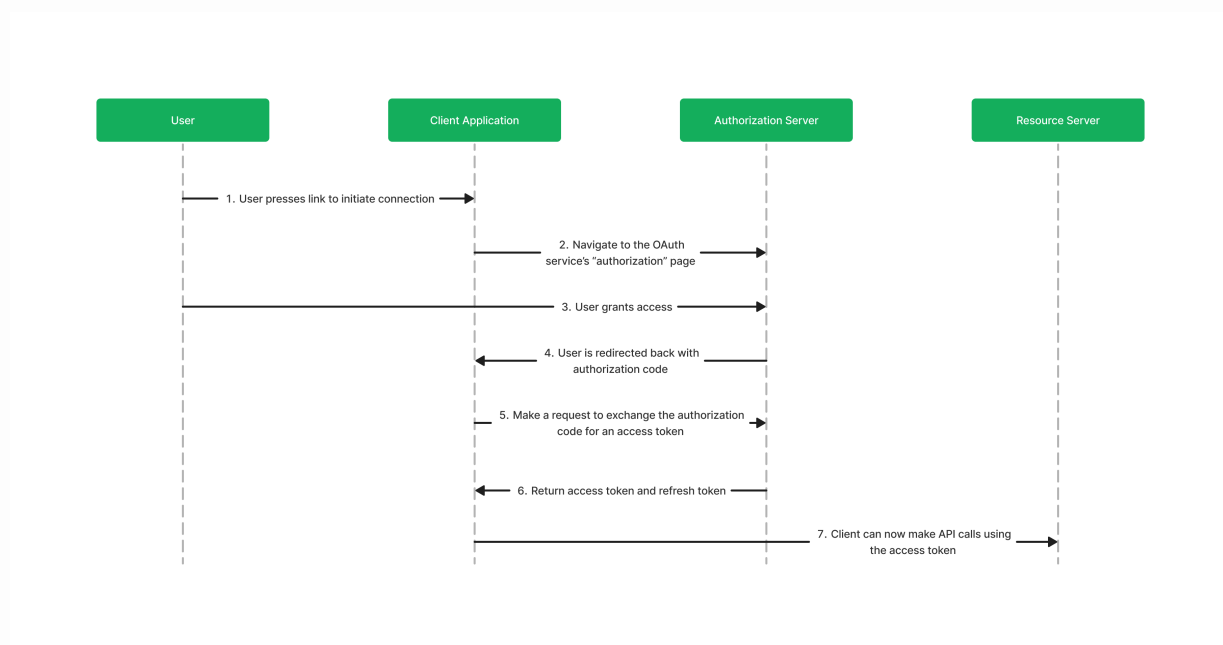 User
Client Application
Authorization Server
Resource Server
1. User presses link to initiate connection
2. Navigate to the OAuth
service's “authorization” page
3. User grants access
4. User is redirected back with
authorization code
5. Make a request to exchange the authorization
code for an access token
6. Return access token and refresh token
7. Client can now make API calls using
the access token